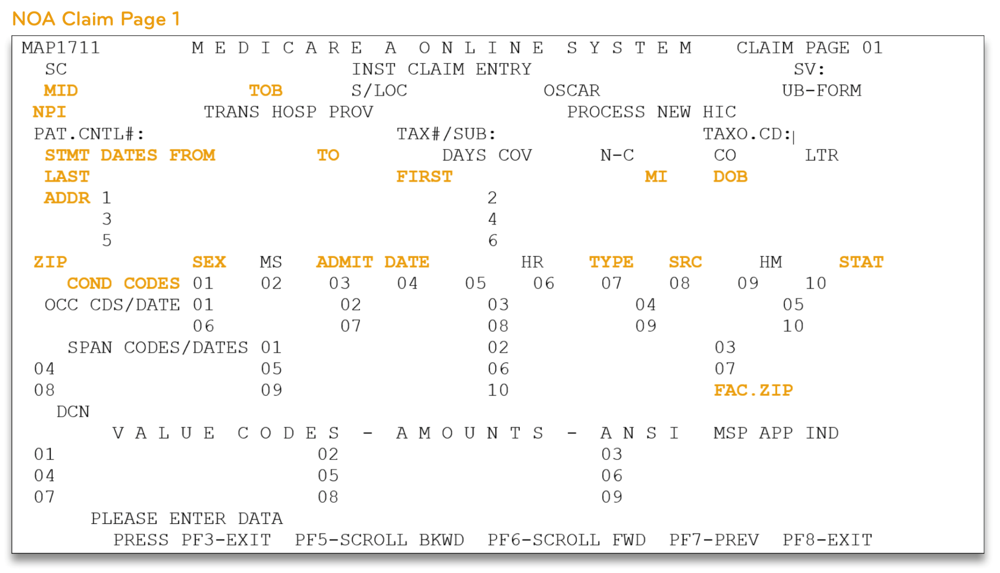 NOA Claim Page 1
MAP1711 M E D I C A R E A O N L I N E S Y S T E M CLAIM PAGE 01
SC INST CLAIM ENTRY SV:
MID TOB S/LOC OSCAR UB-FORM
NPI TRANS HOSP PROV PROCESS NEW HIC
PAT.CNTL#: TAX#/SUB: TAXO.CD:
STMT DATES FROM TO DAYS COV N-C CO LTR
LAST FIRST MI DOB
ADDR 1 2
3 4
5 6
ZIP SEX MS ADMIT DATE HR TYPE SRC HM STAT
COND CODES 01 02 03 04 05 06 07 08 09 10
OCC CDS/DATE 01 02 03 04 05
06 07 08 09 10
SPAN CODES/DATES 01 02 03
04 05 06 07
08 09 10 FAC.ZIP
DCN
V A L U E C O D E S - A M O U N T S - A N S I MSP APP IND
01 02 03
04 05 06
07 08 09
PLEASE ENTER DATA
PRESS PF3-EXIT PF5-SCROLL BKWD PF6-SCROLL FWD PF7-PREV PF8-EXIT